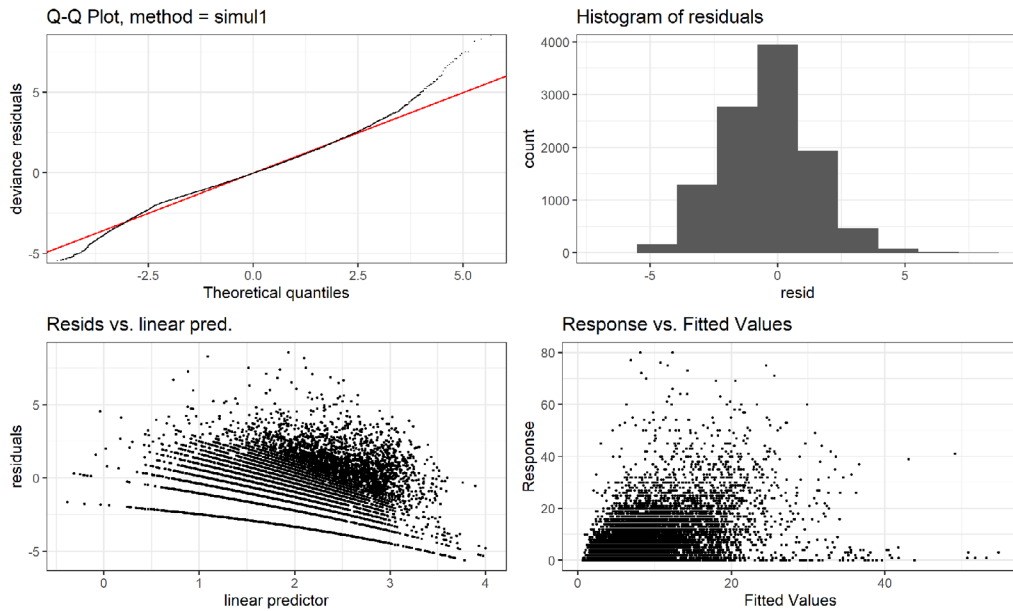 Q-Q Plot, method = simul1
deviance residuals
5
0
-5
-2.5 0.0 2.5 5.0
Theoretical quantiles
Histogram of residuals
count
4000
3000
2000
1000
0
-5 0 5
resid
Resids vs. linear pred.
residuals
5
0
-5
0 1 2 3 4
linear predictor
Response vs. Fitted Values
Response
80
60
40
20
0
0 20 40
Fitted Values